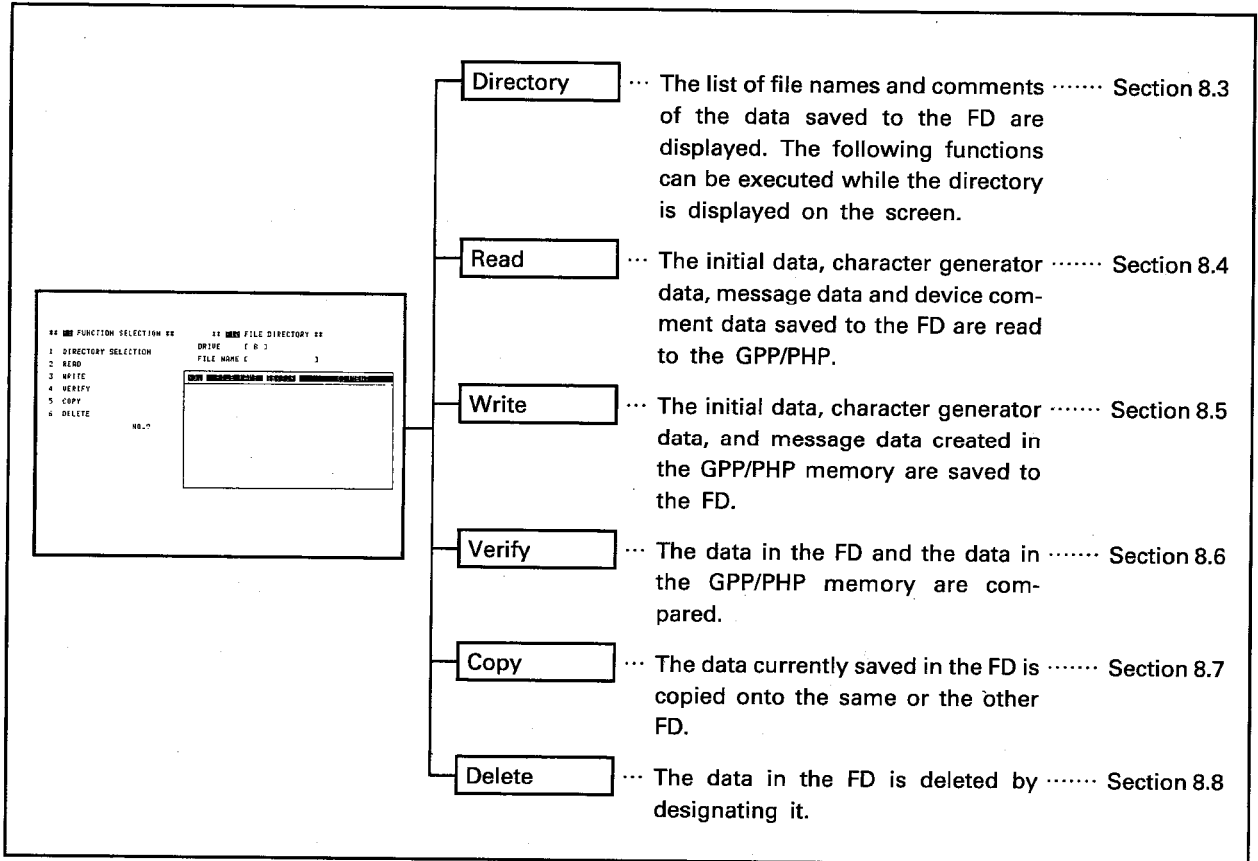 Directory ... The list of file names and comments ....... Section 8.3
of the data saved to the FD are
displayed. The following functions
can be executed while the directory
is displayed on the screen.
Read ... The initial data, character generator ....... Section 8.4
data, message data and device com-
ment data saved to the FD are read
to the GPP/PHP.
## FUNCTION SELECTION ##
1 DIRECTORY SELECTION
2 READ
3 WRITE
4 VERIFY
5 COPY
6 DELETE
NO.?
## FILE DIRECTORY ##
DRIVE [ B ]
FILE NAME [ ]
Write ... The initial data, character generator ....... Section 8.5
data, and message data created in
the GPP/PHP memory are saved to
the FD.
Verify ... The data in the FD and the data in ....... Section 8.6
the GPP/PHP memory are com-
pared.
Copy ... The data currently saved in the FD is ....... Section 8.7
copied onto the same or the other
FD.
Delete ... The data in the FD is deleted by ....... Section 8.8
designating it.